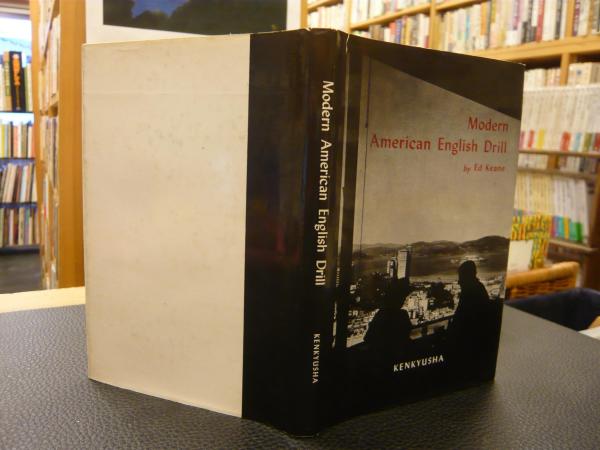 Modern American English Drill
KENKYUSHA
Modern
American English Drill
by Ed Keane
KENKYUSHA